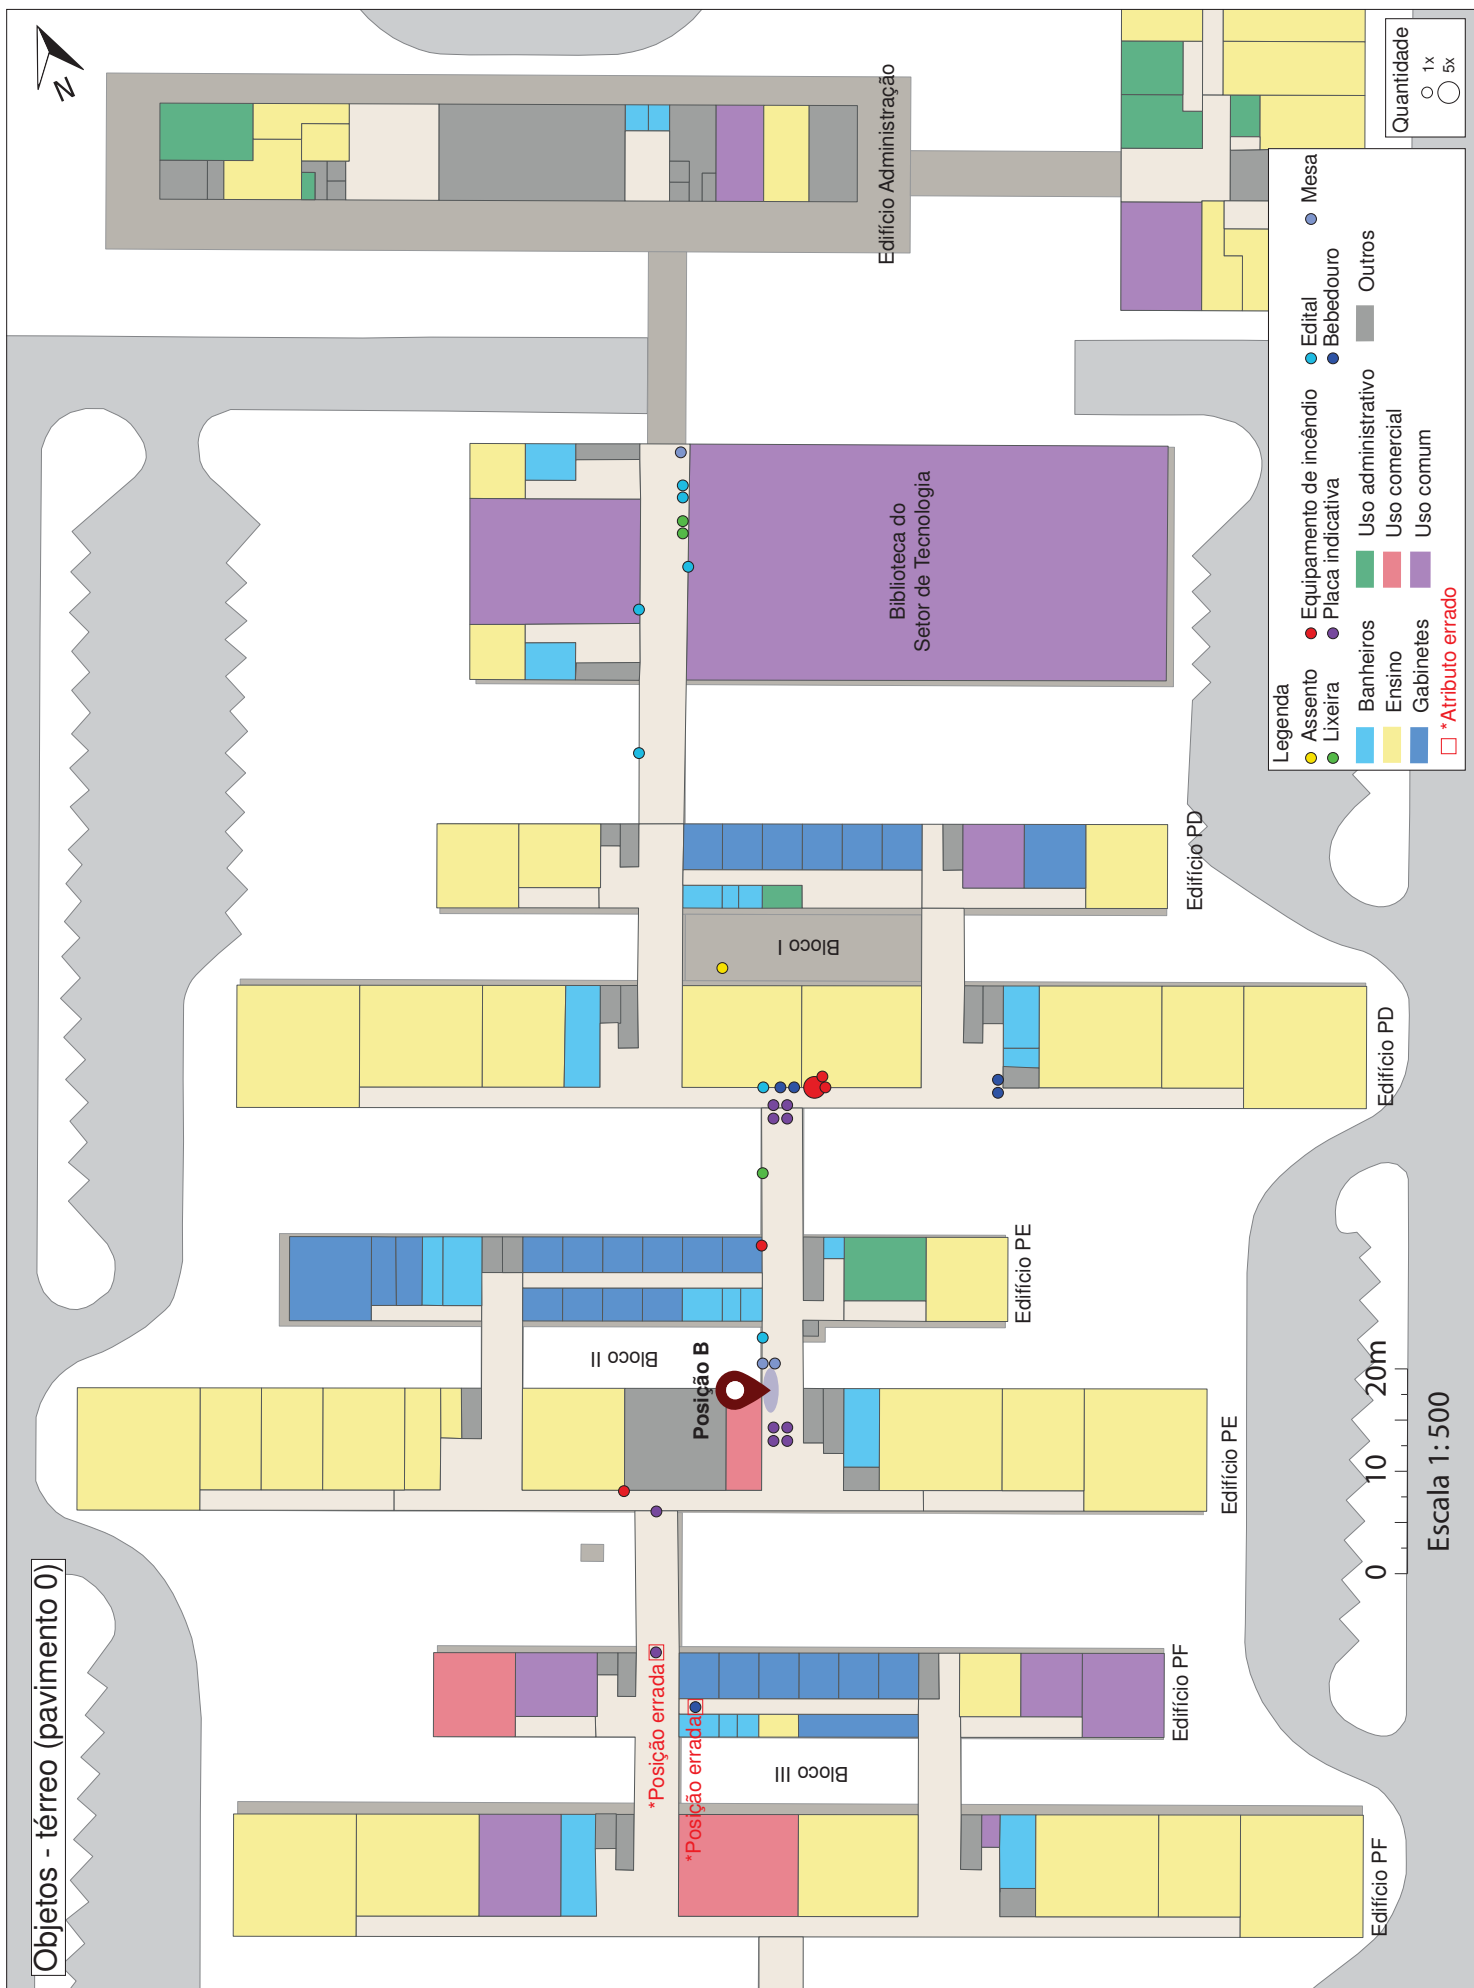 Objetos - térreo (pavimento 0)
N
Edifício Administração
Biblioteca do
Setor de Tecnologia
Edifício PD
Bloco I
Edifício PD
Edifício PE
Bloco II
Posição B
Edifício PE
*Posição errada
*Posição errada
Edifício PF
Bloco III
Edifício PF
Quantidade
1x
5x
Legenda
Assento
Equipamento de incêndio
Edital
Mesa
Lixeira
Placa indicativa
Bebedouro
Banheiros
Uso administrativo
Outros
Ensino
Uso comercial
Gabinetes
Uso comum
*Atributo errado
0 10 20m
Escala 1: 500